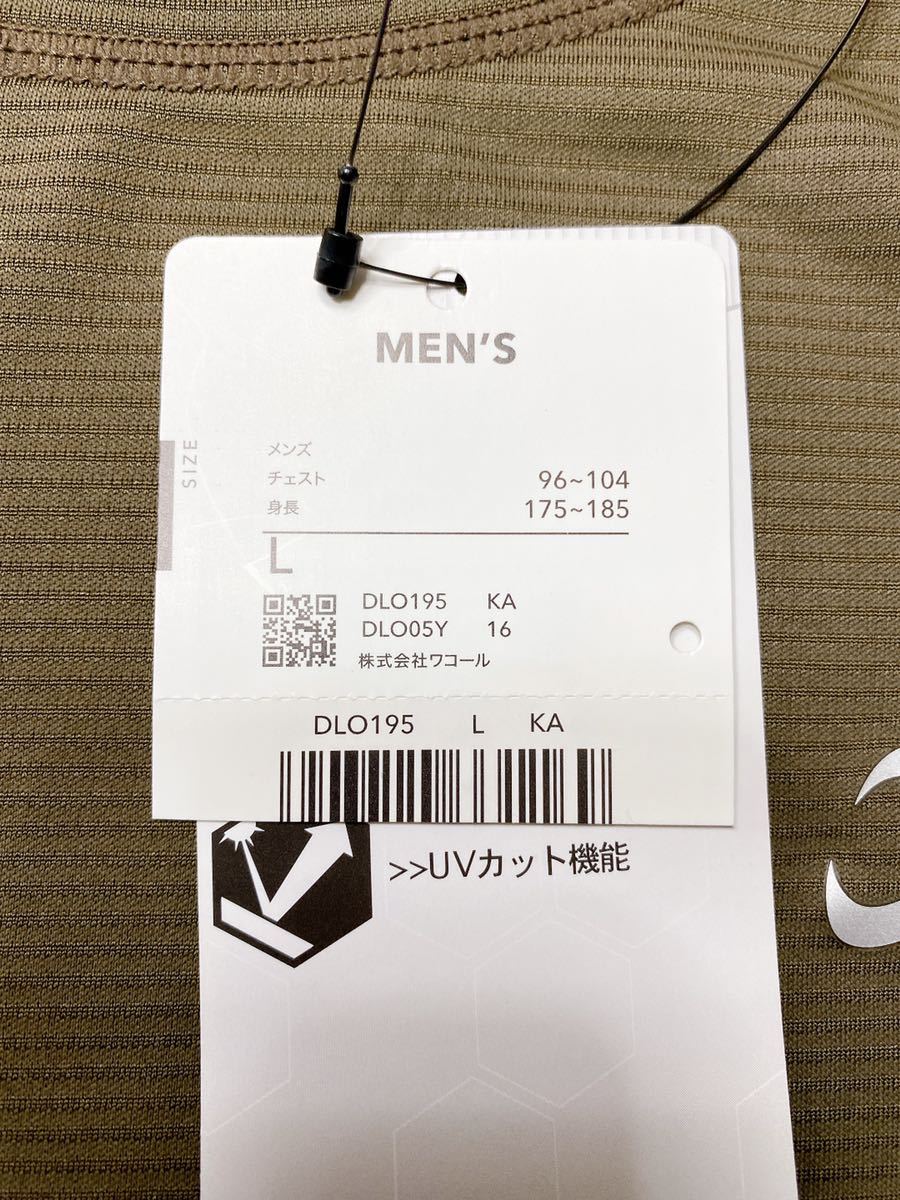 MEN'S
SIZE
メンズ
チェスト 96~104
身長 175~185
L
DLO195 KA
DLO05Y 16
株式会社ワコール
DLO195 L KA
>>UVカット機能